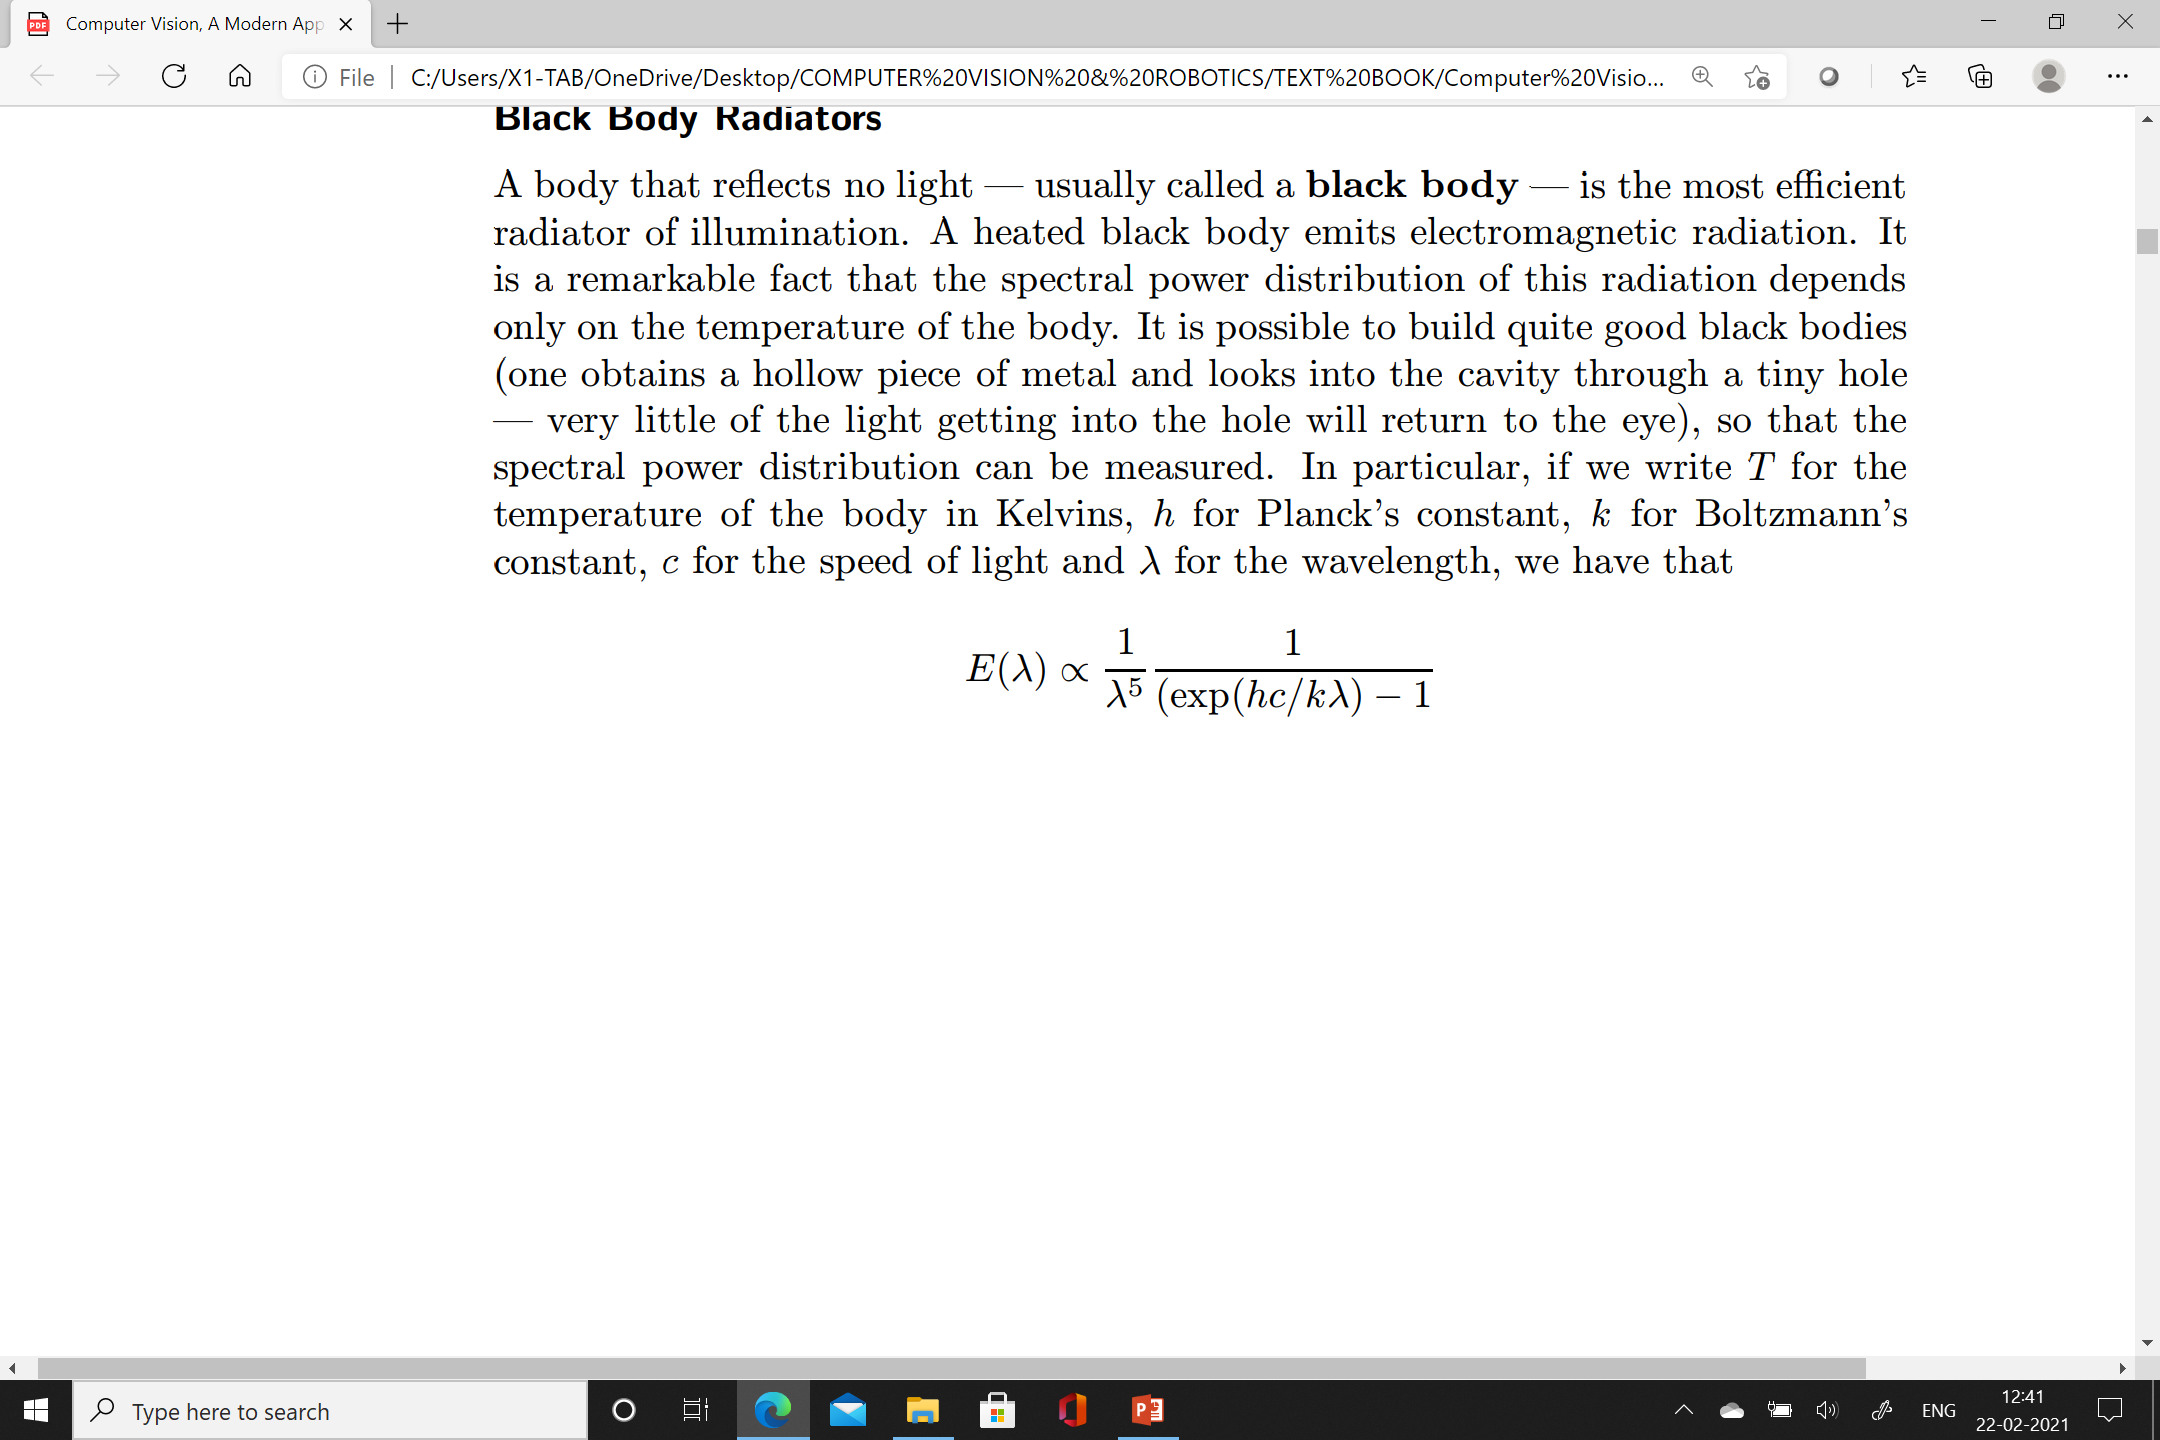 Computer Vision, A Modern App
File | C:/Users/X1-TAB/OneDrive/Desktop/COMPUTER%20VISION%20&%20ROBOTICS/TEXT%20BOOK/Computer%20Visio...
Black Body Radiators
A body that reflects no light — usually called a black body — is the most efficient
radiator of illumination. A heated black body emits electromagnetic radiation. It
is a remarkable fact that the spectral power distribution of this radiation depends
only on the temperature of the body. It is possible to build quite good black bodies
(one obtains a hollow piece of metal and looks into the cavity through a tiny hole
— very little of the light getting into the hole will return to the eye), so that the
spectral power distribution can be measured. In particular, if we write T for the
temperature of the body in Kelvins, h for Planck's constant, k for Boltzmann's
constant, c for the speed of light and λ for the wavelength, we have that
E(λ) ∝ 1/λ⁵ 1/(exp(hc/kλ) − 1
Type here to search
ENG
12:41
22-02-2021